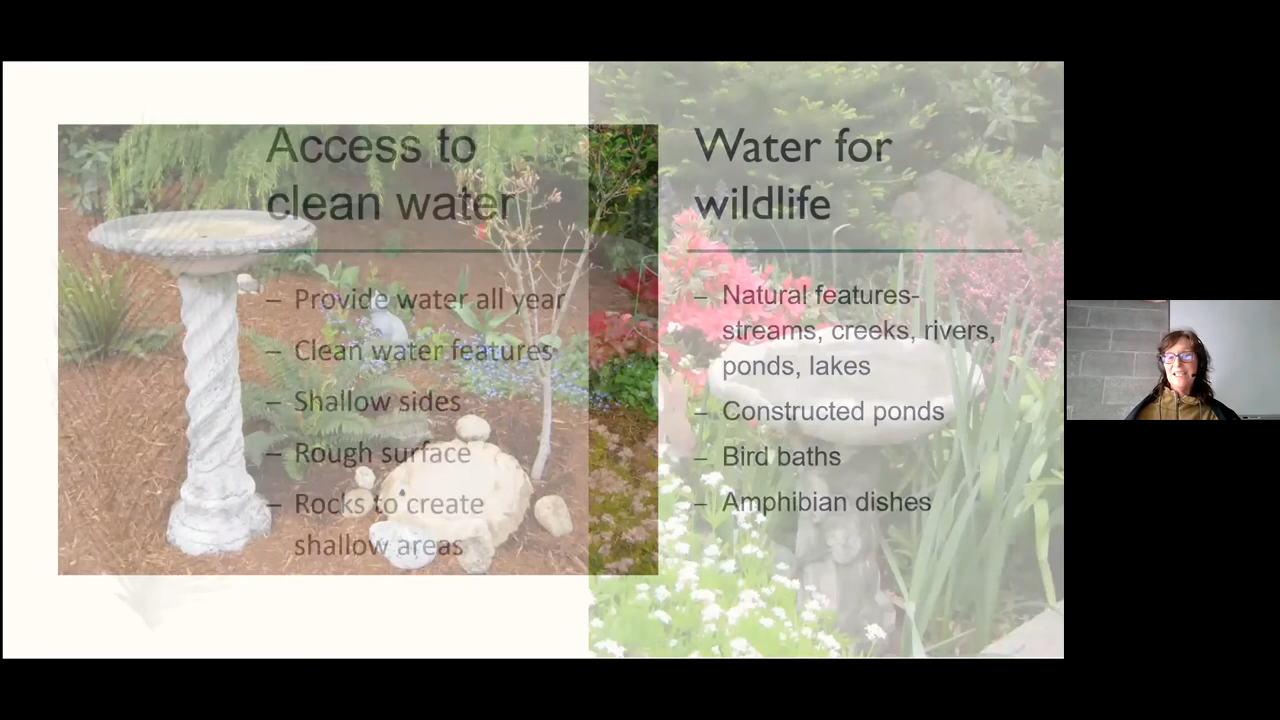 Access to
clean water
– Provide water all year
– Clean water features
– Shallow sides
– Rough surface
– Rocks to create
shallow areas
Water for
wildlife
– Natural features-
streams, creeks, rivers,
ponds, lakes
– Constructed ponds
– Bird baths
– Amphibian dishes